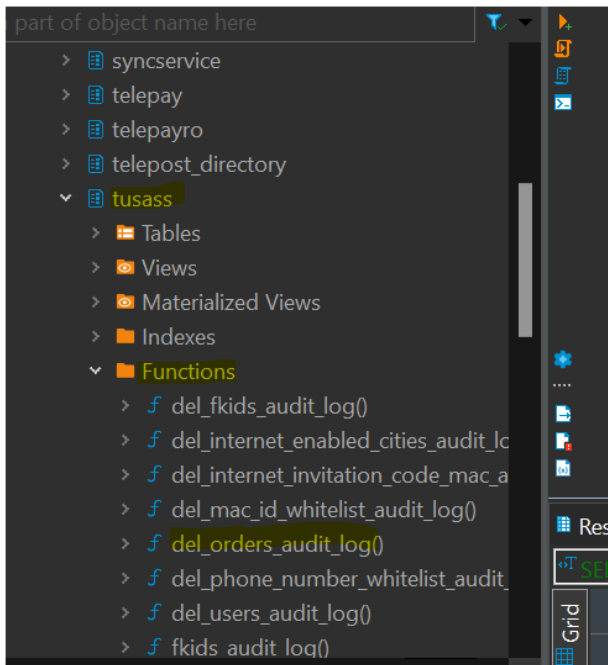 part of object name here
syncservice
telepay
telepayro
telepost_directory
tusass
Tables
Views
Materialized Views
Indexes
Functions
del_fkids_audit_log()
del_internet_enabled_cities_audit_lo
del_internet_invitation_code_mac_a
del_mac_id_whitelist_audit_log()
del_orders_audit_log()
del_phone_number_whitelist_audit_
del_users_audit_log()
fkids_audit_log()
Res
SEL
Grid